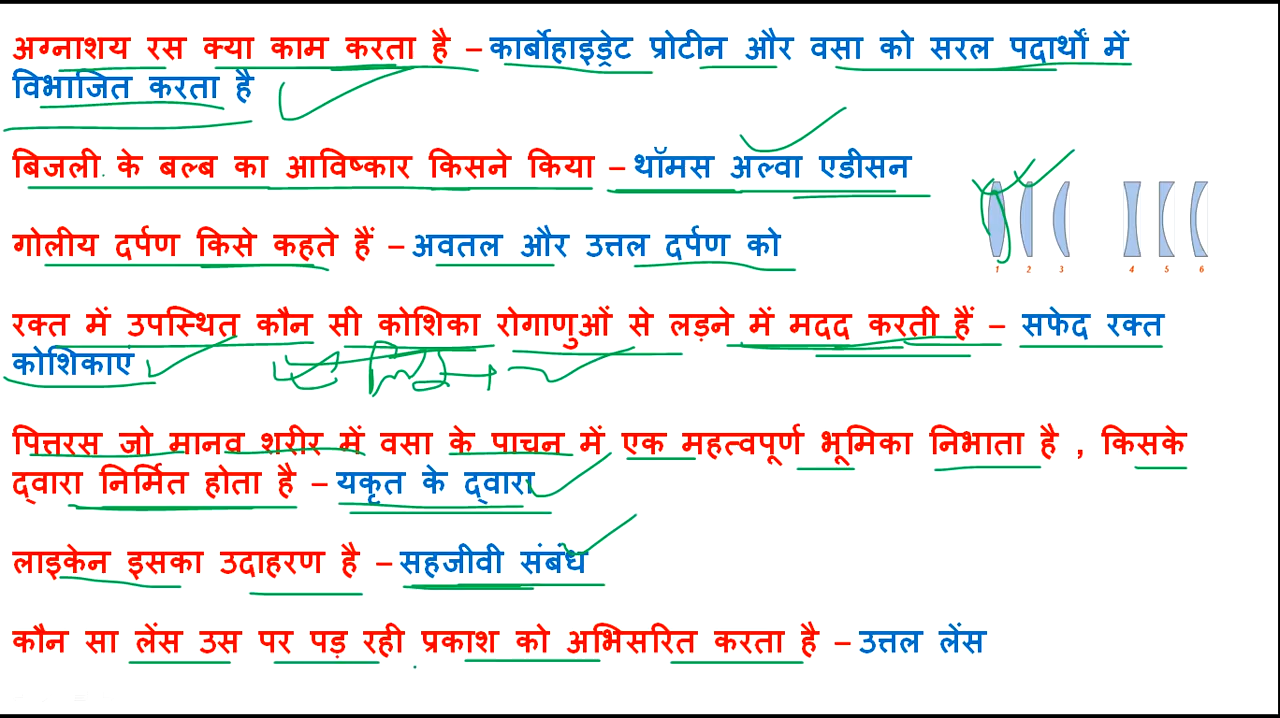 अग्नाशय रस क्या काम करता है – कार्बोहाइड्रेट प्रोटीन और वसा को सरल पदार्थों में
विभाजित करता है
बिजली के बल्ब का आविष्कार किसने किया – थॉमस अल्वा एडीसन
गोलीय दर्पण किसे कहते हैं – अवतल और उत्तल दर्पण को
1 2 3 4 5 6
रक्त में उपस्थित कौन सी कोशिका रोगाणुओं से लड़ने में मदद करती हैं – सफेद रक्त
कोशिकाएं
पित्तरस जो मानव शरीर में वसा के पाचन में एक महत्वपूर्ण भूमिका निभाता है , किसके
द्वारा निर्मित होता है – यकृत के द्वारा
लाइकेन इसका उदाहरण है – सहजीवी संबंध
कौन सा लेंस उस पर पड़ रही प्रकाश को अभिसरित करता है – उत्तल लेंस